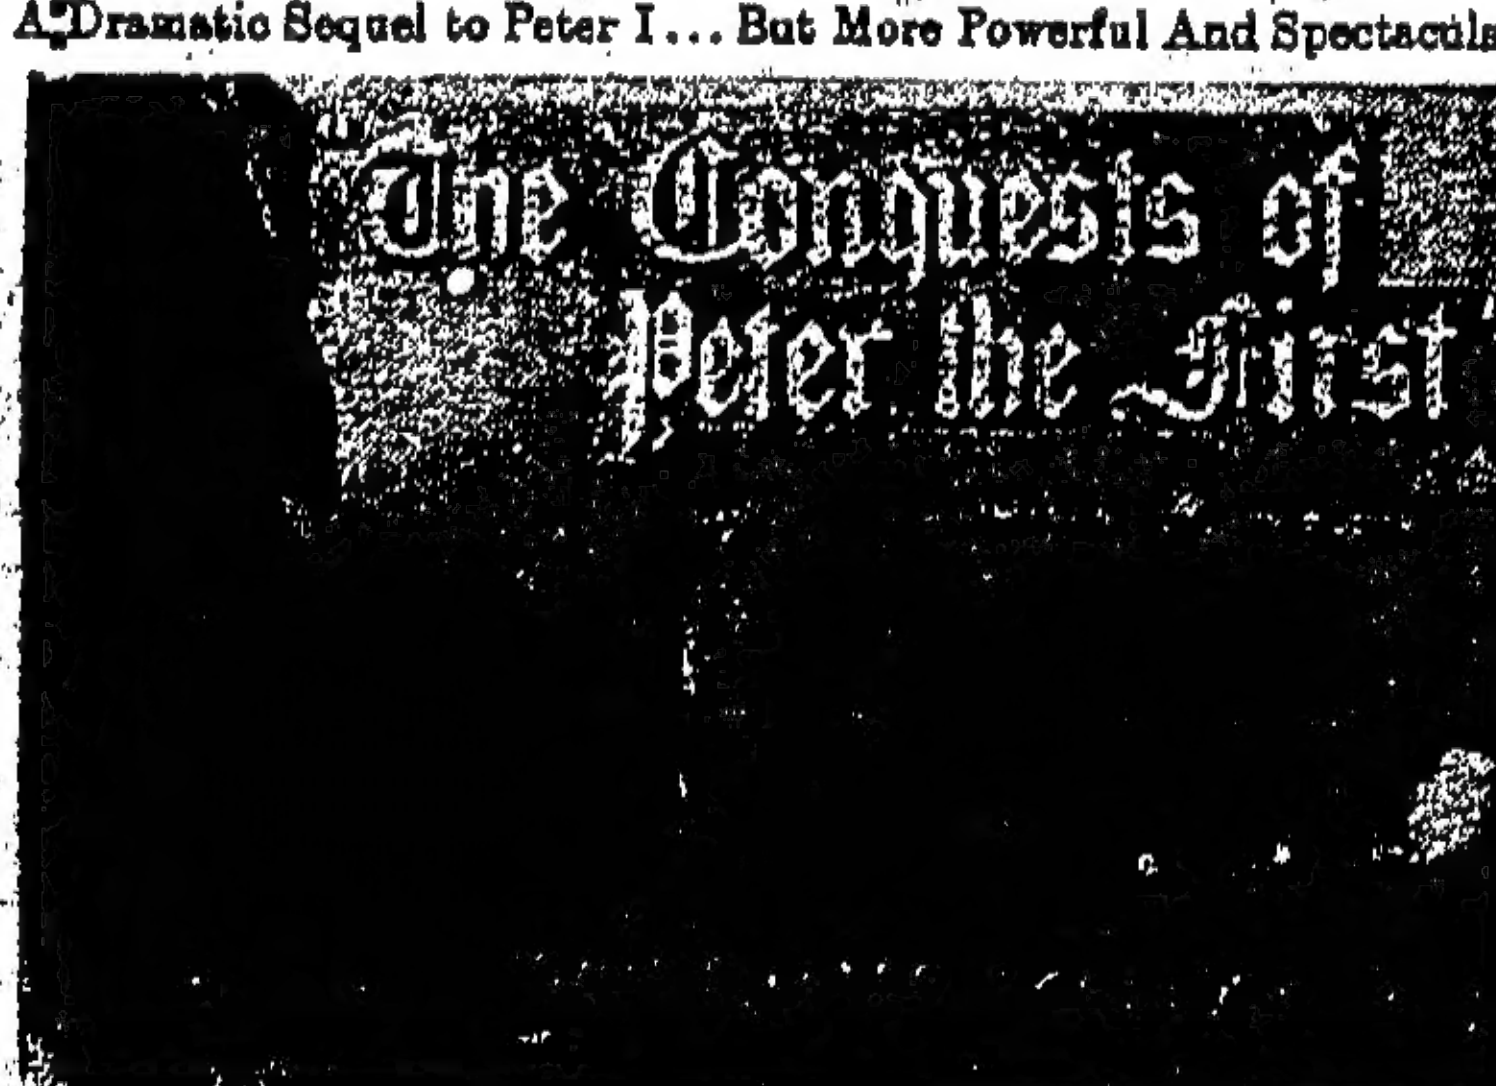 A Dramatic Sequel to Peter I... But More Powerful And Spectacula
The Conquests of
Peter the First